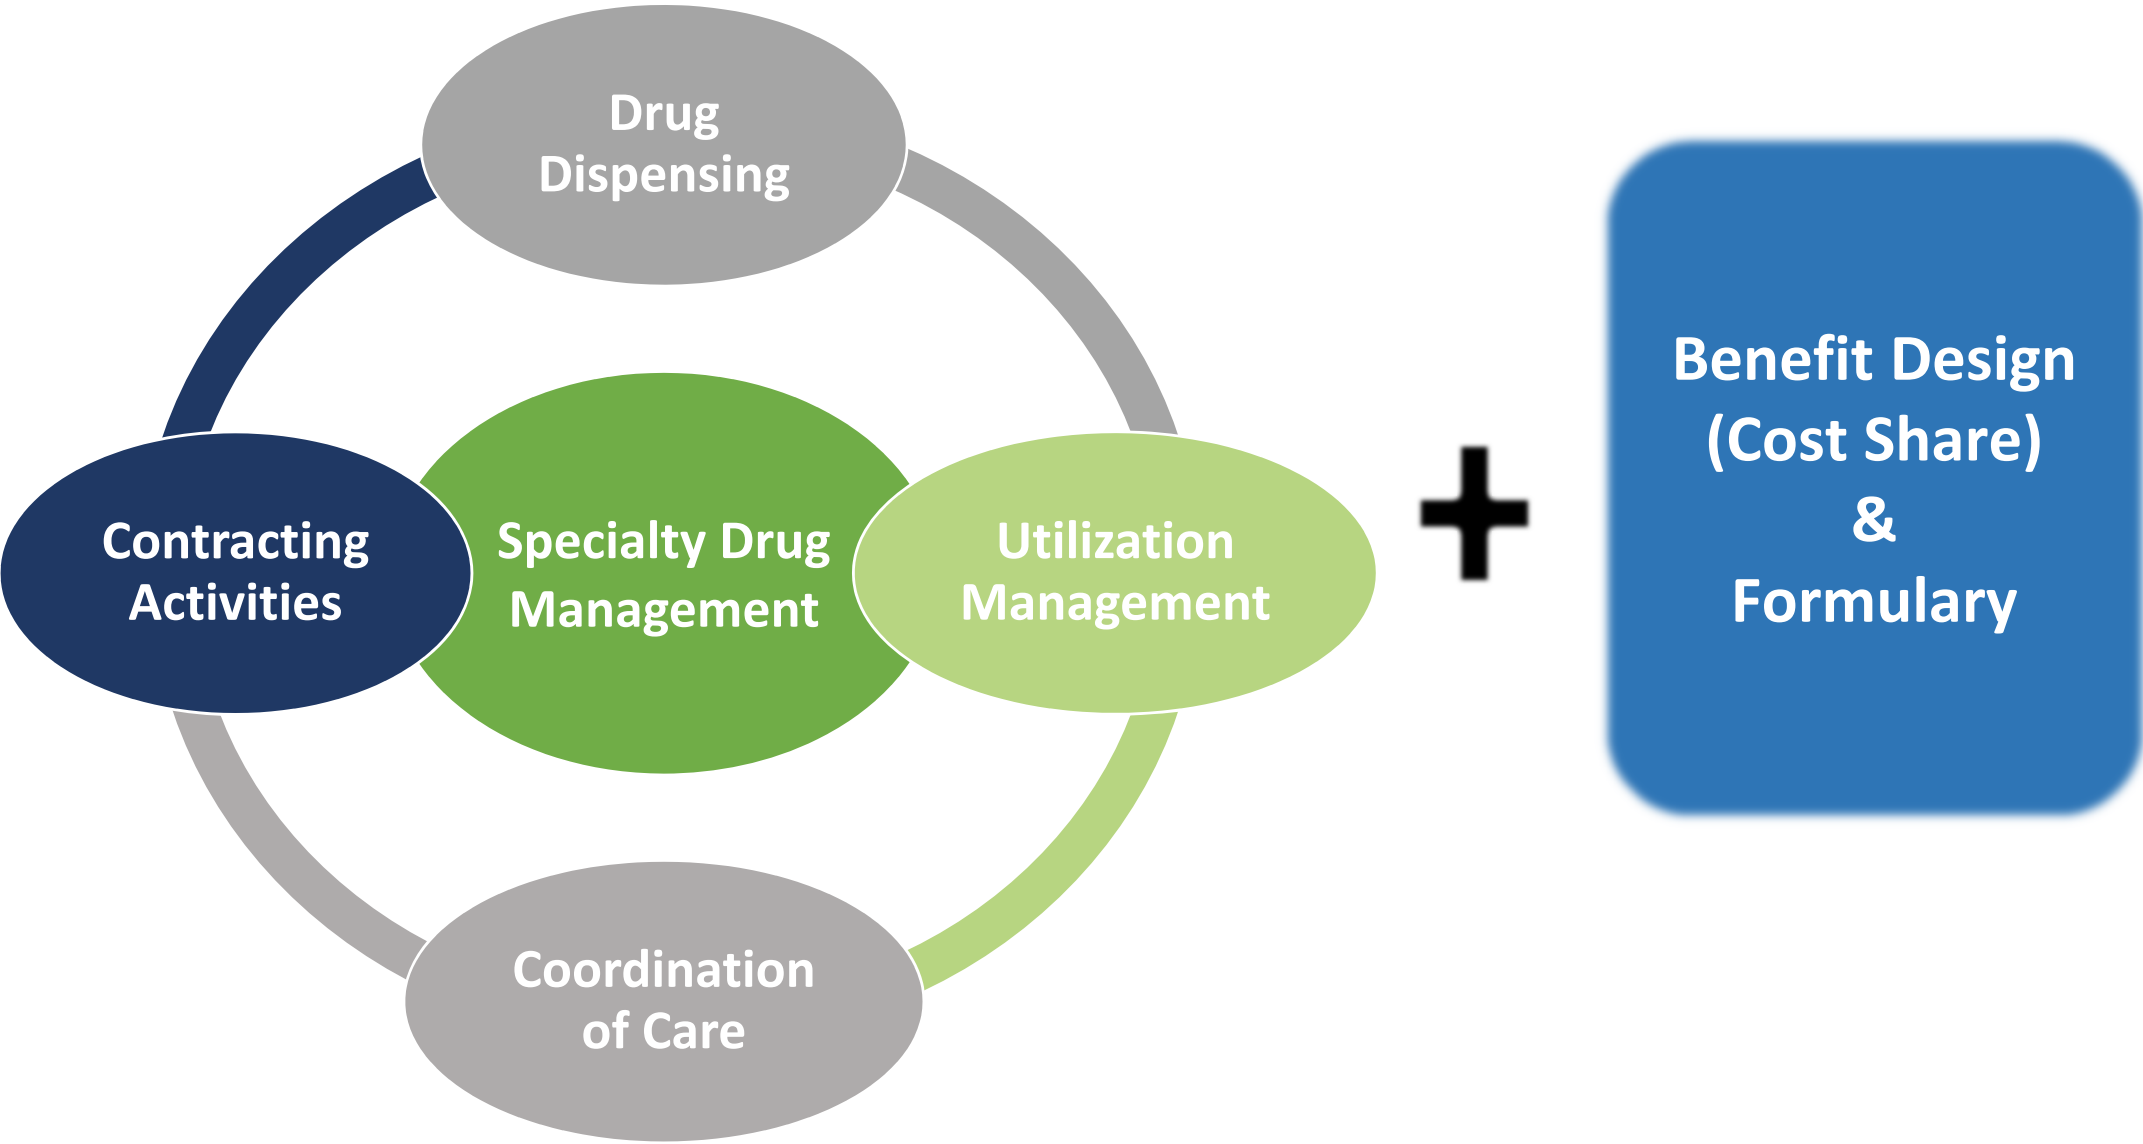 Drug
Dispensing
Contracting
Activities
Specialty Drug
Management
Utilization
Management
Coordination
of Care
+
Benefit Design
(Cost Share)
&
Formulary